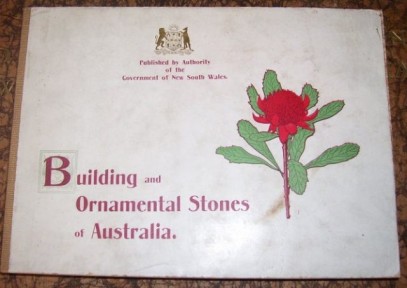 Published by Authority
of the
Government of New South Wales.
Building and
Ornamental Stones
of Australia.